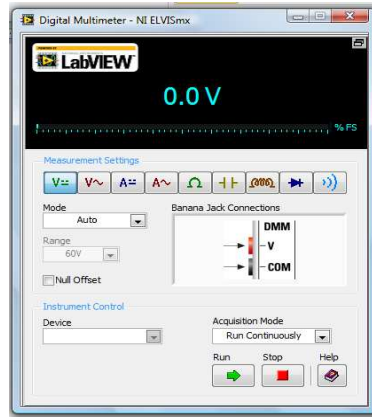 Digital Multimeter - NI ELVISmx
LabVIEW
0.0 V
% FS
Measurement Settings
V
V
A
A
Ω
Mode
Banana Jack Connections
Auto
DMM
V
COM
Range
60V
Null Offset
Instrument Control
Device
Acquisition Mode
Run Continuously
Run
Stop
Help